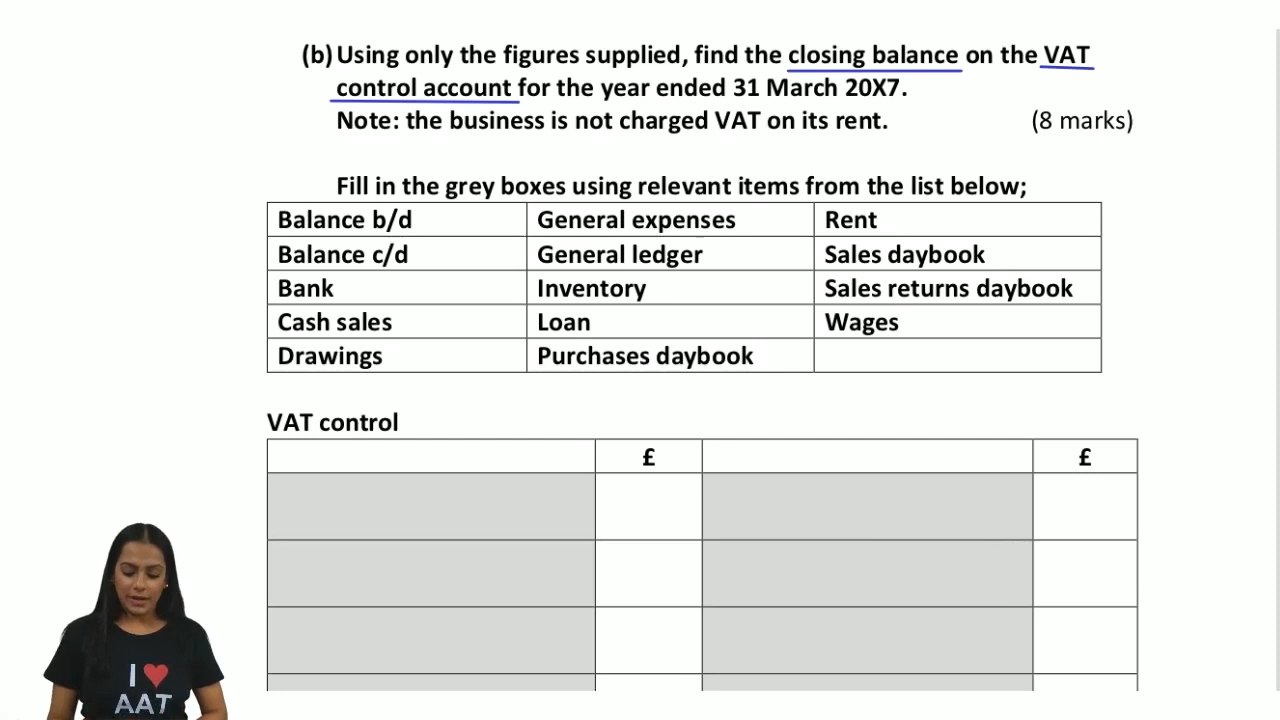 (b) Using only the figures supplied, find the closing balance on the VAT
control account for the year ended 31 March 20X7.
Note: the business is not charged VAT on its rent. (8 marks)
Fill in the grey boxes using relevant items from the list below;
Balance b/d General expenses Rent
Balance c/d General ledger Sales daybook
Bank Inventory Sales returns daybook
Cash sales Loan Wages
Drawings Purchases daybook
VAT control
£ £
I ❤
AAT